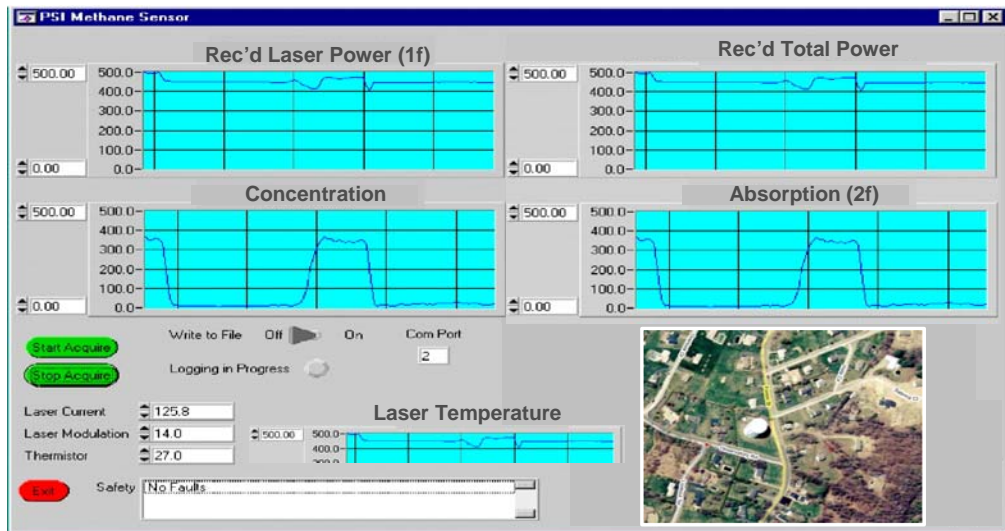 PSI Methane Sensor
Rec'd Laser Power (1f)
500.00
500.0
400.0
300.0
200.0
100.0
0.0
0.00
Rec'd Total Power
500.00
500.0
400.0
300.0
200.0
100.0
0.0
0.00
Concentration
500.00
500.0
400.0
300.0
200.0
100.0
0.0
0.00
Absorption (2f)
500.00
500.0
400.0
300.0
200.0
100.0
0.0
0.00
Start Acquire
Stop Acquire
Write to File Off On
Logging in Progress
Com Port
2
Laser Current 125.8
Laser Modulation 14.0
Thermistor 27.0
Laser Temperature
500.00
500.0
400.0
Exit
Safety No Faults